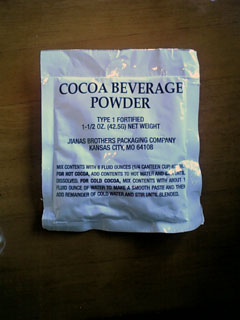 COCOA BEVERAGE
POWDER
TYPE 1 FORTIFIED
1-1/2 OZ. (42.5G) NET WEIGHT
JIANAS BROTHERS PACKAGING COMPANY
KANSAS CITY, MO 64108
MIX CONTENTS WITH 6 FLUID OUNCES (1/4 CANTEEN CUP)
FOR HOT COCOA, ADD CONTENTS TO HOT WATER AND
DISSOLVED. FOR COLD COCOA, MIX CONTENTS WITH ABOUT 1
FLUID OUNCE OF WATER TO MAKE A SMOOTH PASTE AND THEN
ADD REMAINDER OF COLD WATER AND STIR UNTIL BLENDED.